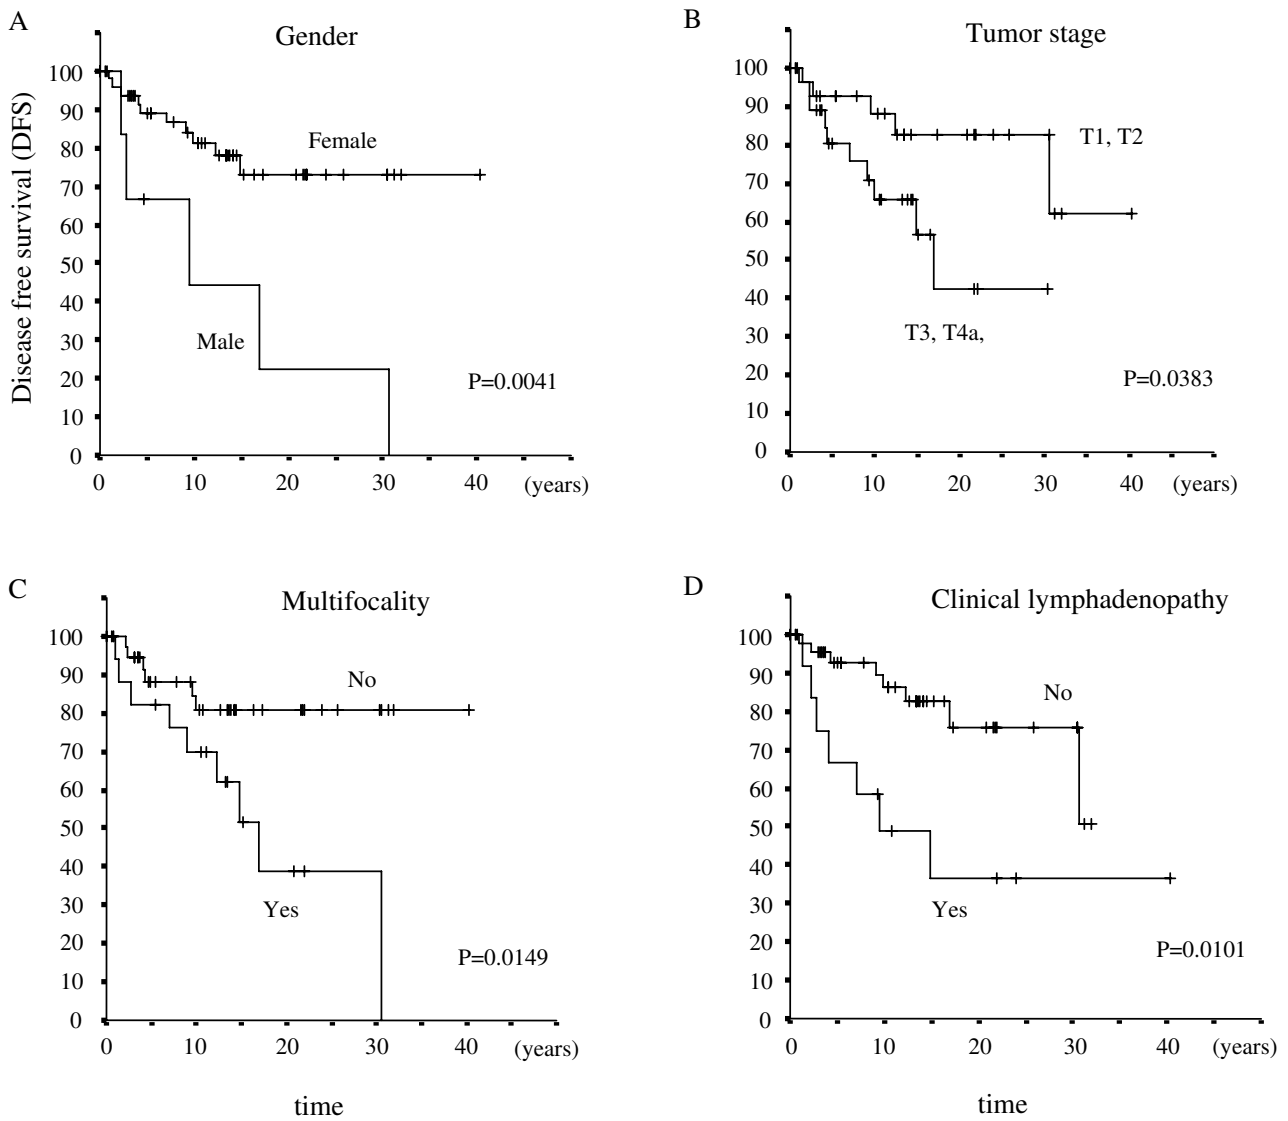 A
Gender
Disease free survival (DFS)
100
90
80
70
60
50
40
30
20
10
0
Female
Male
P=0.0041
0 10 20 30 40 (years)
B
Tumor stage
100
90
80
70
60
50
40
30
20
10
0
T1, T2
T3, T4a,
P=0.0383
0 10 20 30 40 (years)
C
Multifocality
100
90
80
70
60
50
40
30
20
10
0
No
Yes
P=0.0149
0 10 20 30 40 (years)
time
D
Clinical lymphadenopathy
100
90
80
70
60
50
40
30
20
10
0
No
Yes
P=0.0101
0 10 20 30 40 (years)
time